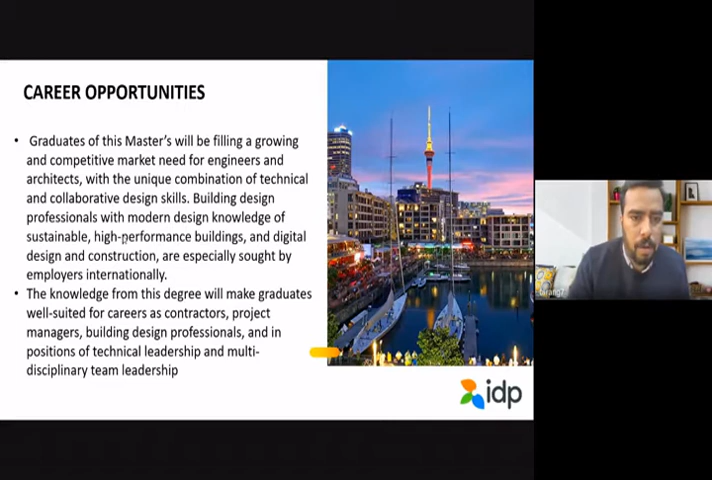 CAREER OPPORTUNITIES
• Graduates of this Master's will be filling a growing
and competitive market need for engineers and
architects, with the unique combination of technical
and collaborative design skills. Building design
professionals with modern design knowledge of
sustainable, high-performance buildings, and digital
design and construction, are especially sought by
employers internationally.
• The knowledge from this degree will make graduates
well-suited for careers as contractors, project
managers, building design professionals, and in
positions of technical leadership and multi-
disciplinary team leadership
idp